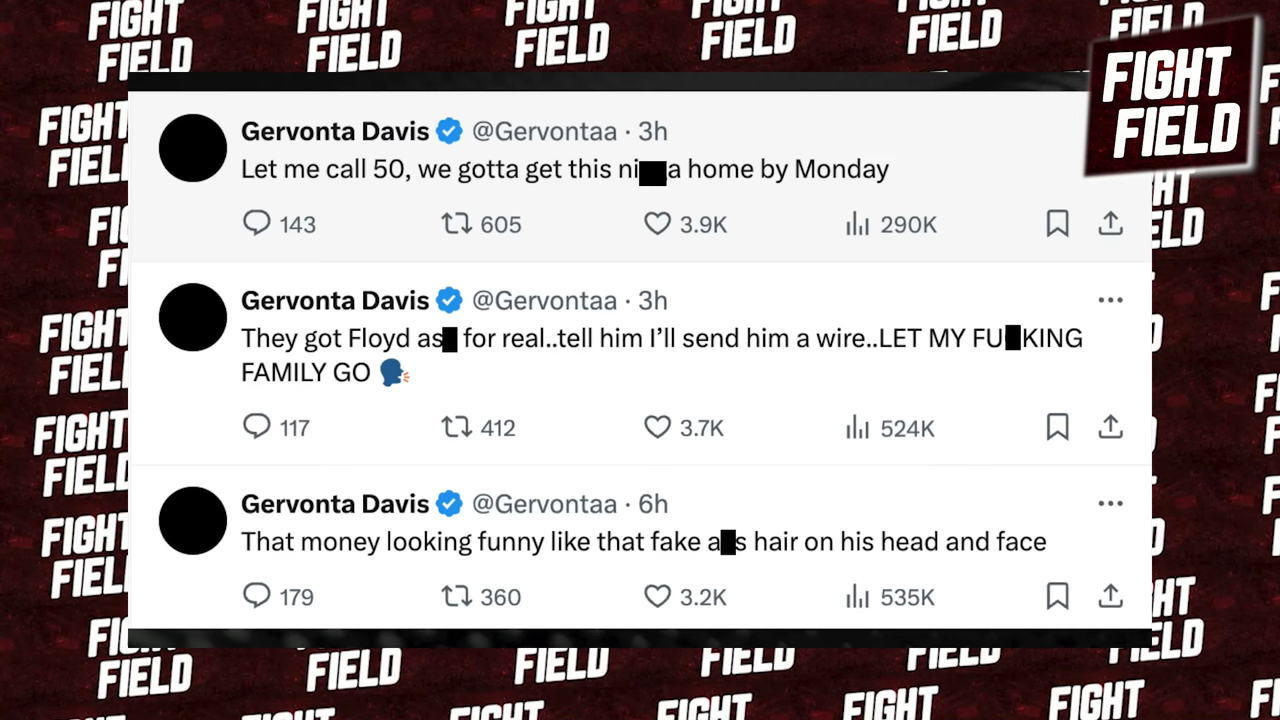 FIGHT
FIELD
Gervonta Davis @Gervontaa · 3h
Let me call 50, we gotta get this ni█a home by Monday
143 605 3.9K 290K
Gervonta Davis @Gervontaa · 3h
They got Floyd as█ for real..tell him I’ll send him a wire..LET MY FU█KING
FAMILY GO
117 412 3.7K 524K
Gervonta Davis @Gervontaa · 6h
That money looking funny like that fake a█s hair on his head and face
179 360 3.2K 535K